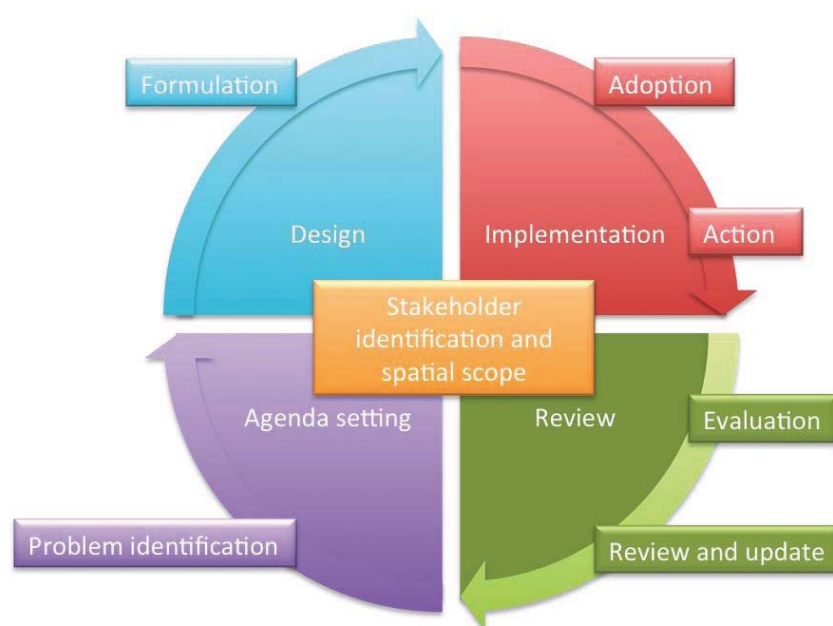 Formulation
Adoption
Design
Implementation
Action
Stakeholder
identification and
spatial scope
Agenda setting
Review
Evaluation
Problem identification
Review and update